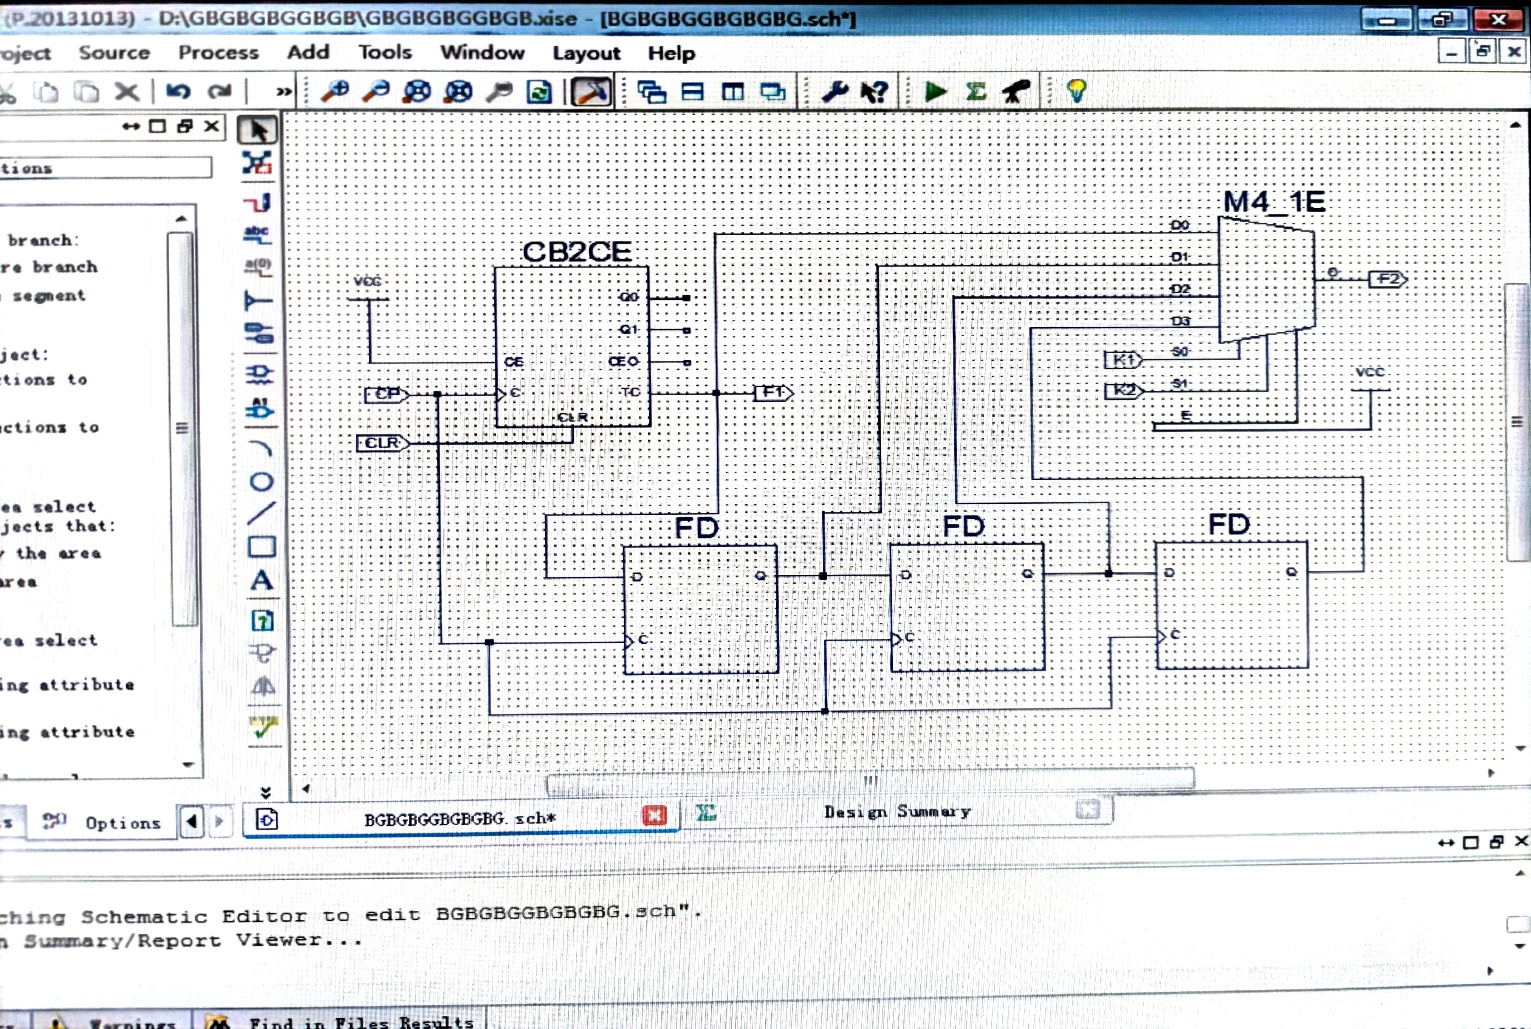 (P.20131013) - D:\GBGBGBGGBGB\GBGBGBGGBGB.xise - [BGBGBGGBGBGBG.sch*]
oject Source Process Add Tools Window Layout Help
tions
branch:
re branch
segment
ject:
tions to
ctions to
ea select
jects that:
the area
area
ea select
ing attribute
ing attribute
Options
M4_1E
D0
D1
D2
D3
S0
S1
E
O
F2
K1
K2
VCC
CB2CE
VCC
Q0
Q1
CE
CEO
C
TC
CLR
CP
CLR
F1
FD
D
Q
C
FD
D
Q
C
FD
D
Q
C
BGBGBGGBGBGBG.sch*
Design Summary
ching Schematic Editor to edit BGBGBGGBGBGBG.sch".
n Summary/Report Viewer...
Warnings
Find in Files Results